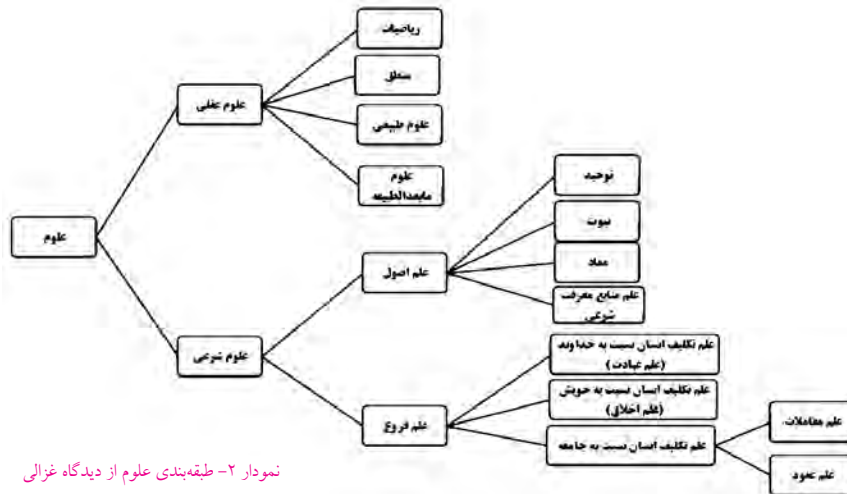 علوم
علوم عقلی
ریاضیات
منطق
علوم طبیعی
علوم
مابعدالطبیعه
علوم شرعی
علم اصول
توحید
نبوت
معاد
علم منابع معرفت
شرعی
علم فروع
علم تکلیف انسان نسبت به خداوند
(علم عبادت)
علم تکلیف انسان نسبت به خویش
(علم اخلاق)
علم تکلیف انسان نسبت به جامعه
علم معاملات
علم عقود
نمودار ۲- طبقه‌بندی علوم از دیدگاه غزالی